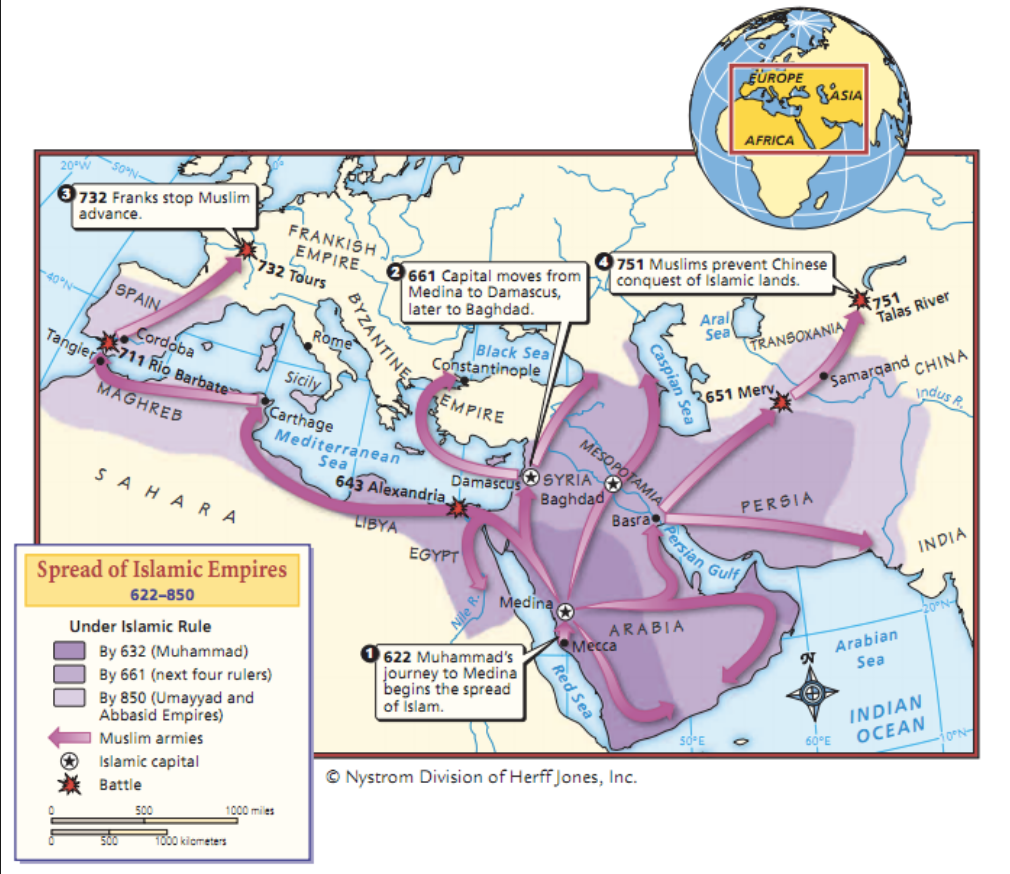 EUROPE
ASIA
AFRICA
20°W
50°N
0°
3 732 Franks stop Muslim
advance.
FRANKISH
EMPIRE
732 Tours
2 661 Capital moves from
Medina to Damascus,
later to Baghdad.
4 751 Muslims prevent Chinese
conquest of Islamic lands.
751
Talas River
40°N
SPAIN
BYZANTINE
EMPIRE
Rome
Black Sea
Constantinople
Aral
Sea
Caspian Sea
TRANSOXIANA
Cordoba
Tangier
711 Rio Barbate
Sicily
MAGHREB
Carthage
Samarqand
CHINA
651 Merv
Indus R.
Mediterranean
Sea
MESOPOTAMIA
SAHARA
643 Alexandria
Damascus
SYRIA
Baghdad
PERSIA
LIBYA
Basra
EGYPT
Persian Gulf
INDIA
Nile R.
Medina
ARABIA
20°N
Mecca
Arabian
Sea
1 622 Muhammad's
journey to Medina
begins the spread
of Islam.
Red Sea
N
INDIAN
OCEAN
50°E
60°E
10°N
Spread of Islamic Empires
622–850
Under Islamic Rule
By 632 (Muhammad)
By 661 (next four rulers)
By 850 (Umayyad and
Abbasid Empires)
Muslim armies
Islamic capital
Battle
0 500 1000 miles
0 500 1000 kilometers
© Nystrom Division of Herff Jones, Inc.